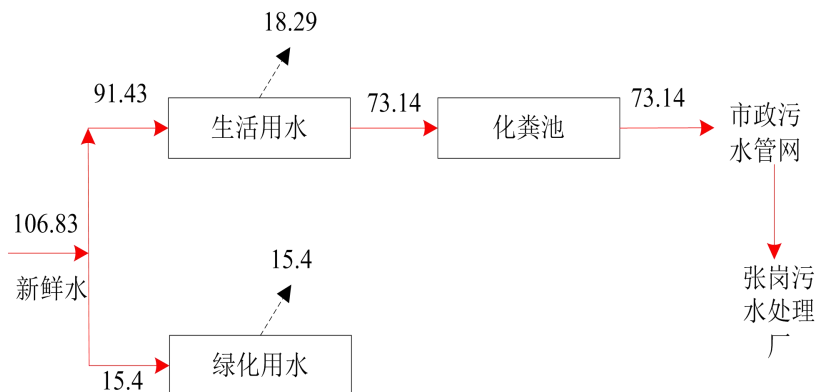 18.29
91.43
生活用水
73.14
化粪池
73.14
市政污
水管网
106.83
新鲜水
15.4
张岗污
水处理
厂
绿化用水
15.4